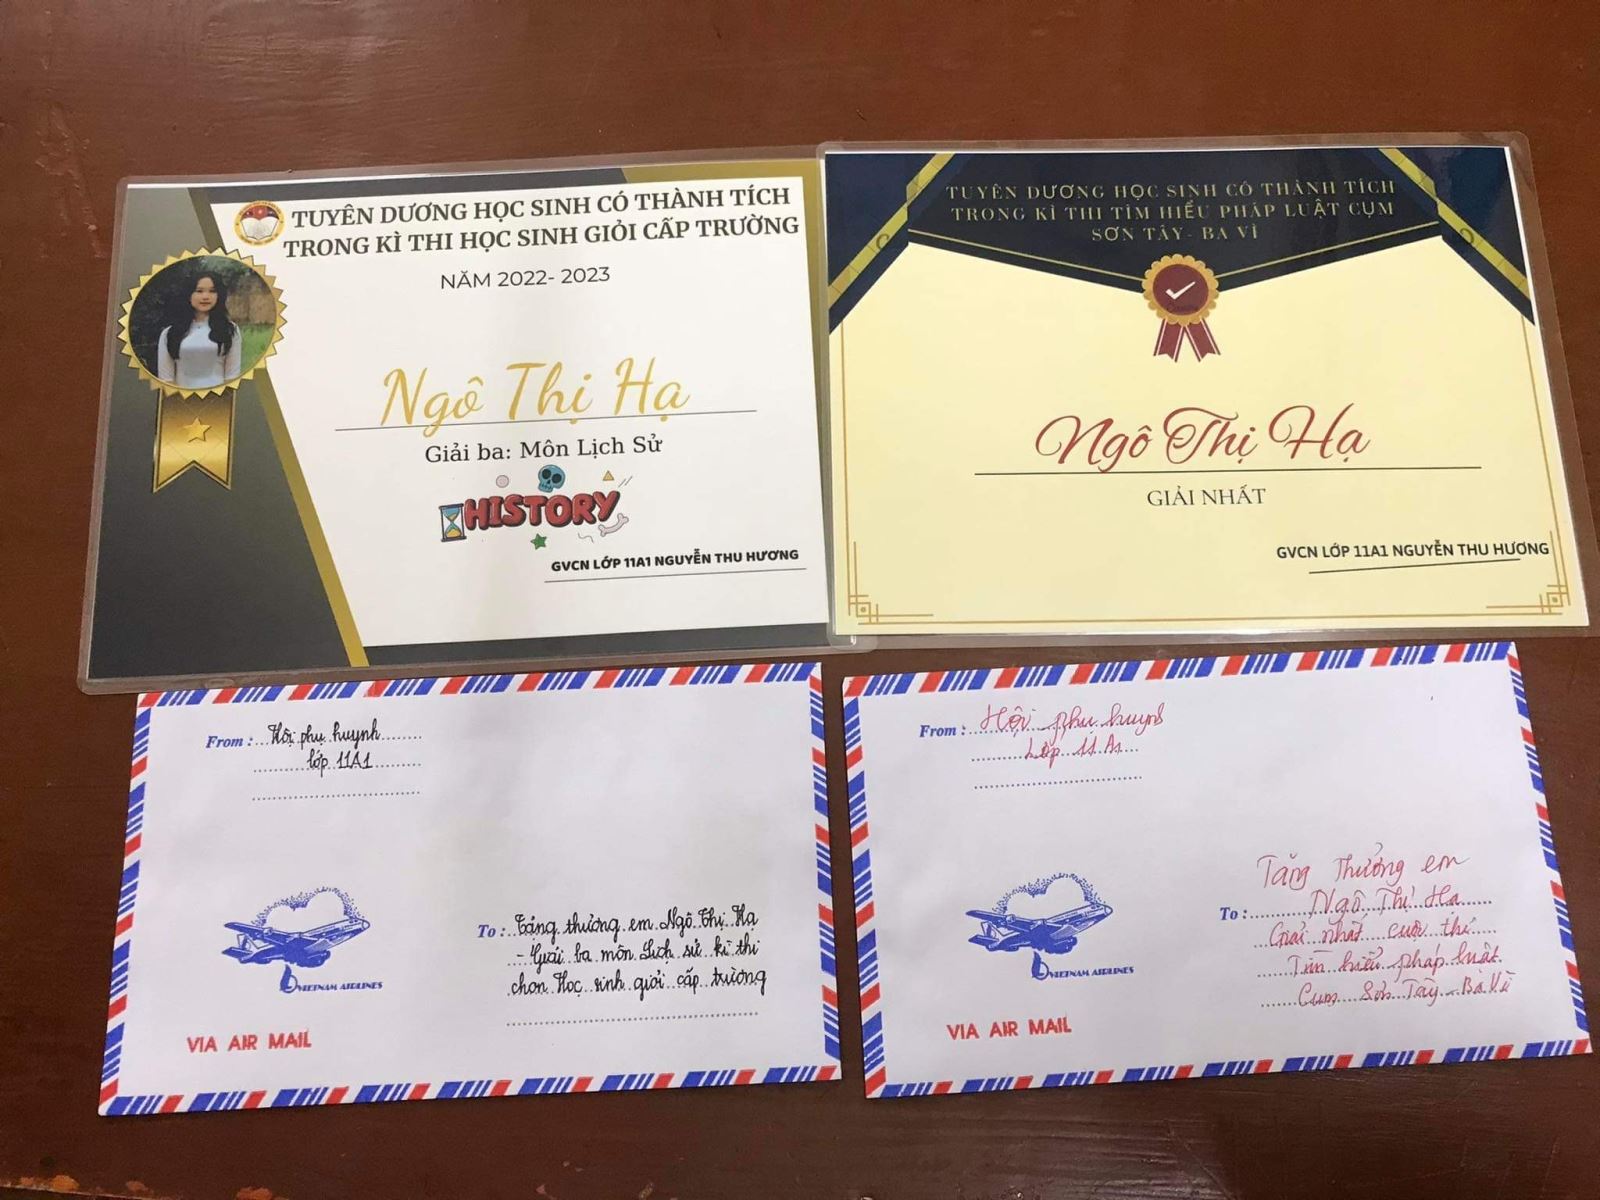 TUYÊN DƯƠNG HỌC SINH CÓ THÀNH TÍCH
TRONG KÌ THI HỌC SINH GIỎI CẤP TRƯỜNG
NĂM 2022- 2023
Ngô Thị Hạ
Giải ba: Môn Lịch Sử
HISTORY
GVCN LỚP 11A1 NGUYỄN THU HƯƠNG
TUYÊN DƯƠNG HỌC SINH CÓ THÀNH TÍCH
TRONG KÌ THI TÌM HIỂU PHÁP LUẬT CỤM
SƠN TÂY- BA VÌ
Ngô Thị Hạ
GIẢI NHẤT
GVCN LỚP 11A1 NGUYỄN THU HƯƠNG
From : Hội phụ huynh
lớp 11A1
To : Tặng thưởng em Ngô Thị Hạ
- Giải ba môn Lịch sử kì thi
chọn Học sinh giỏi cấp trường
VIETNAM AIRLINES
VIA AIR MAIL
From : Hội phụ huynh
Lớp 11 A1
Tặng thưởng em
To : Ngô Thị Hạ
Giải nhất cuộc thi
Tìm hiểu pháp luật
Cụm Sơn Tây - Ba Vì
VIETNAM AIRLINES
VIA AIR MAIL